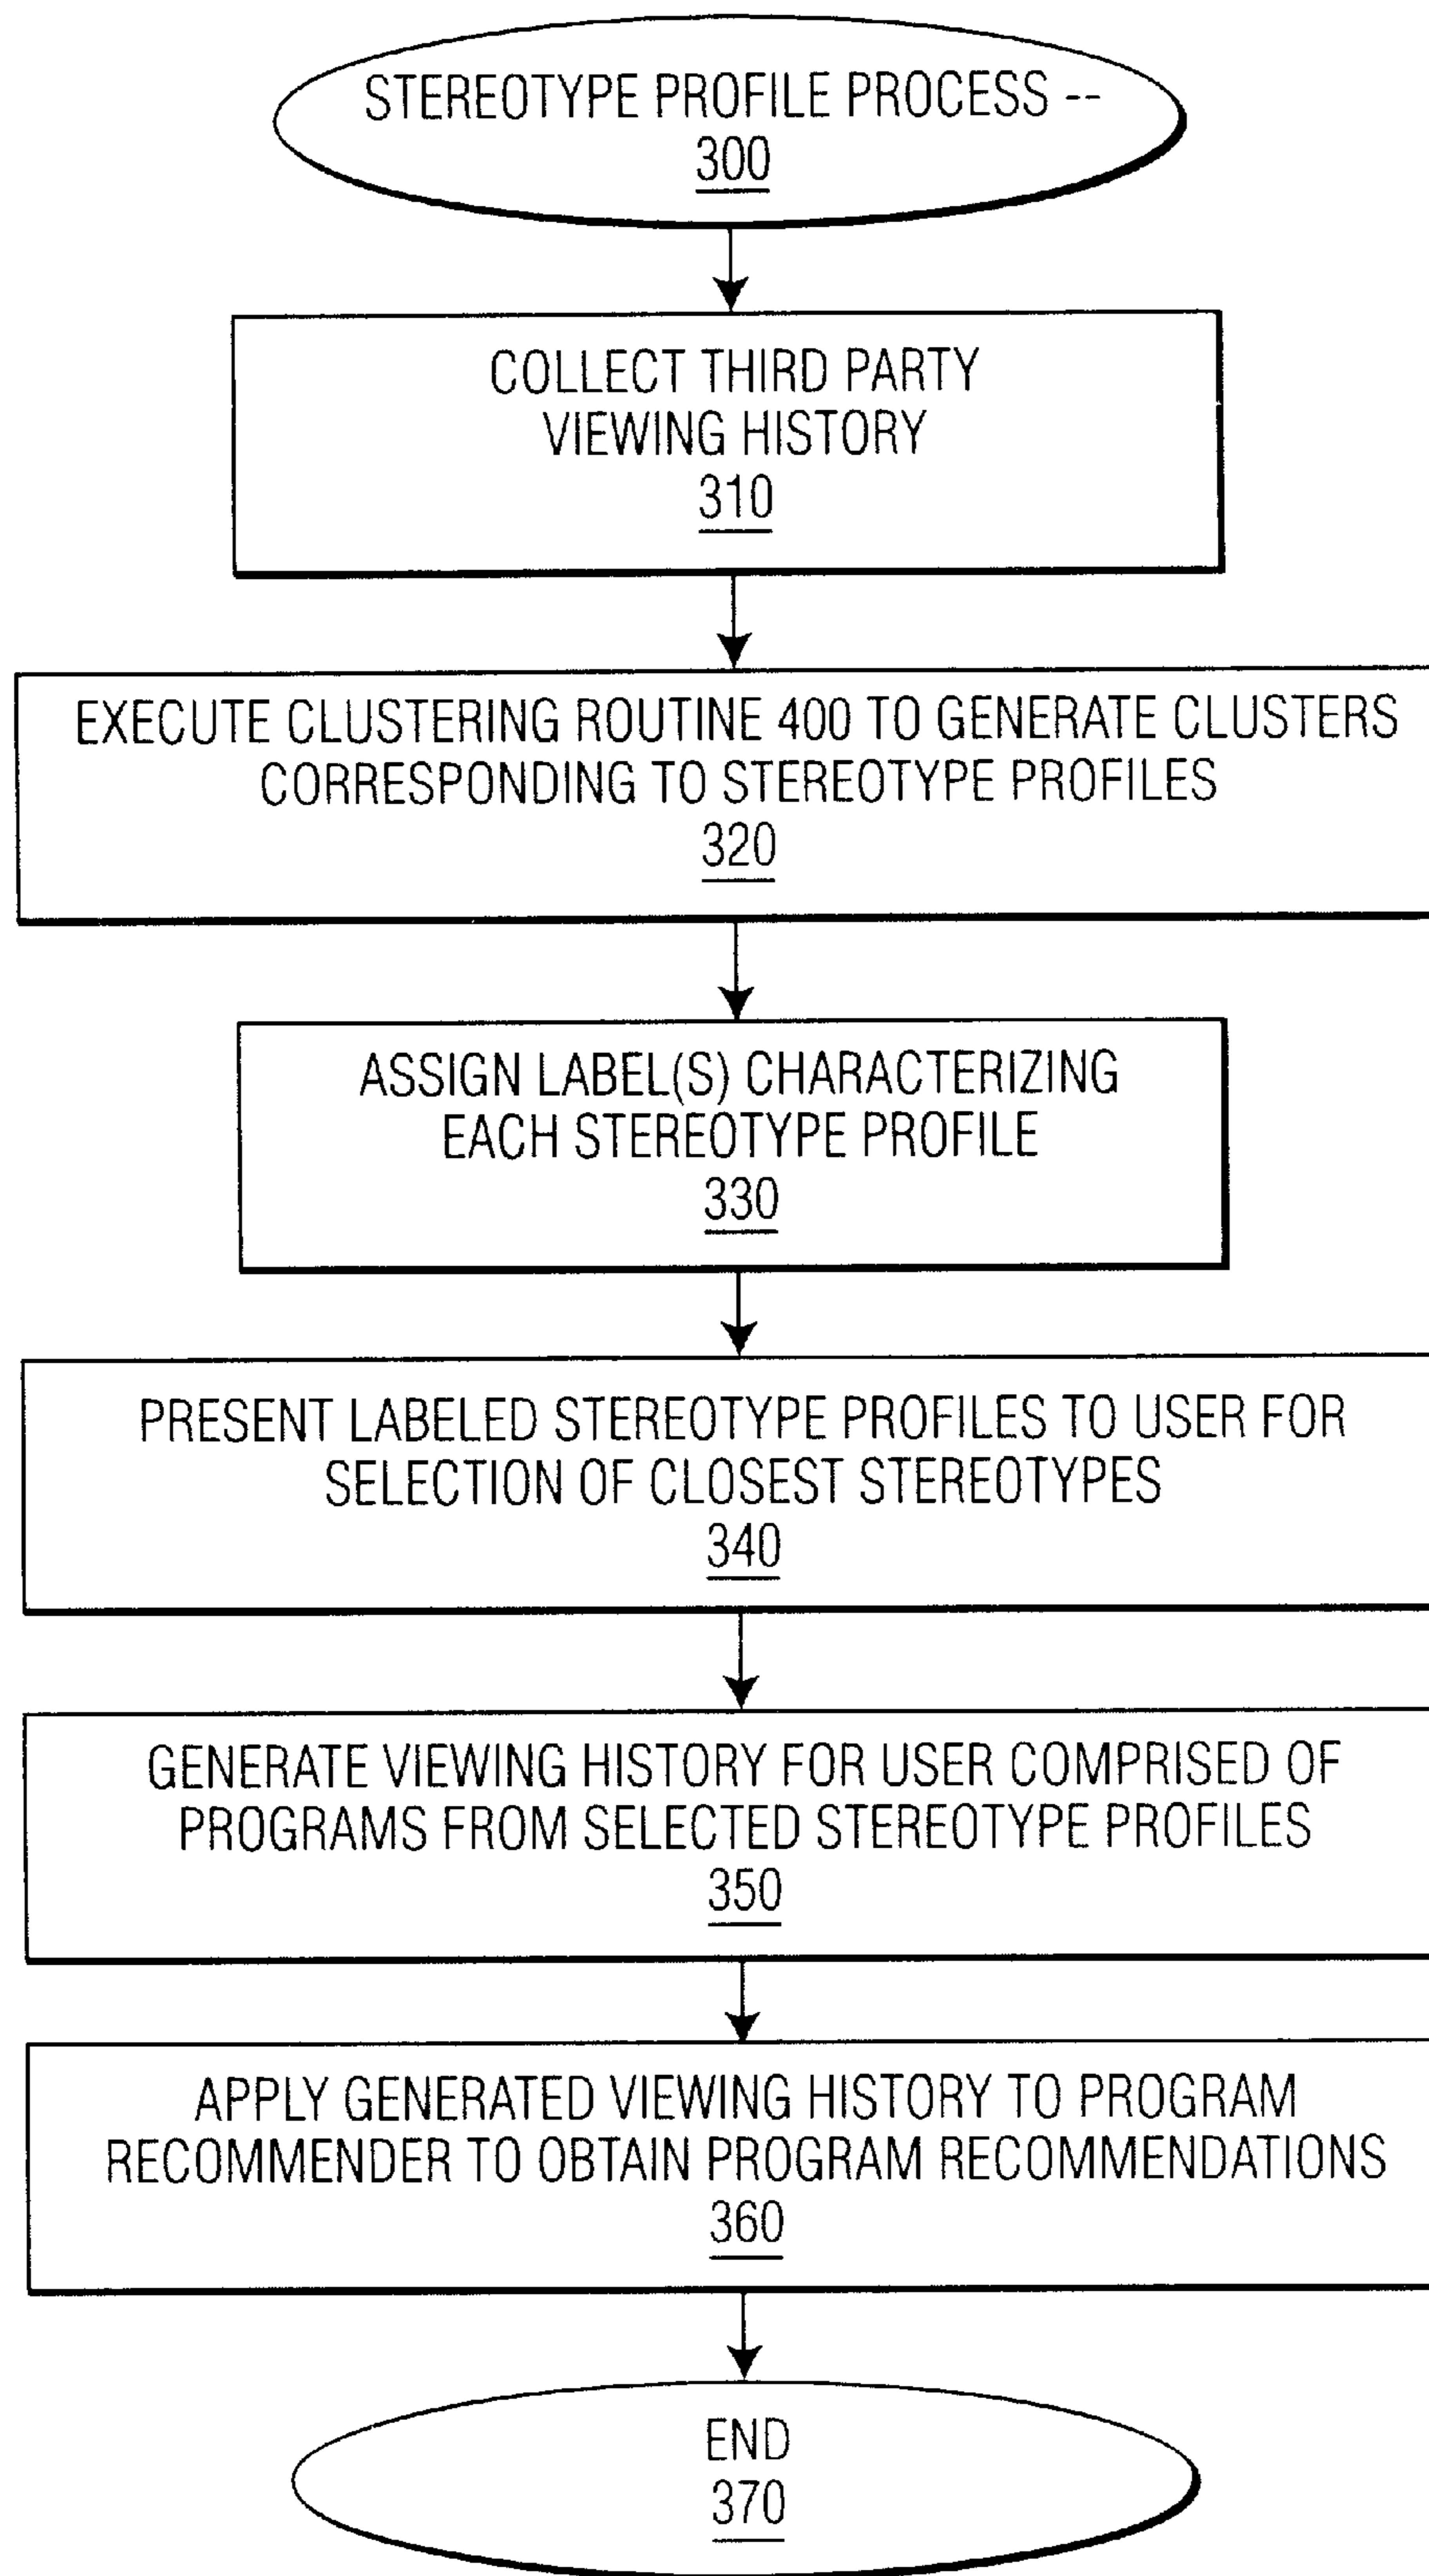 STEREOTYPE PROFILE PROCESS --
300
COLLECT THIRD PARTY
VIEWING HISTORY
310
EXECUTE CLUSTERING ROUTINE 400 TO GENERATE CLUSTERS
CORRESPONDING TO STEREOTYPE PROFILES
320
ASSIGN LABEL(S) CHARACTERIZING
EACH STEREOTYPE PROFILE
330
PRESENT LABELED STEREOTYPE PROFILES TO USER FOR
SELECTION OF CLOSEST STEREOTYPES
340
GENERATE VIEWING HISTORY FOR USER COMPRISED OF
PROGRAMS FROM SELECTED STEREOTYPE PROFILES
350
APPLY GENERATED VIEWING HISTORY TO PROGRAM
RECOMMENDER TO OBTAIN PROGRAM RECOMMENDATIONS
360
END
370